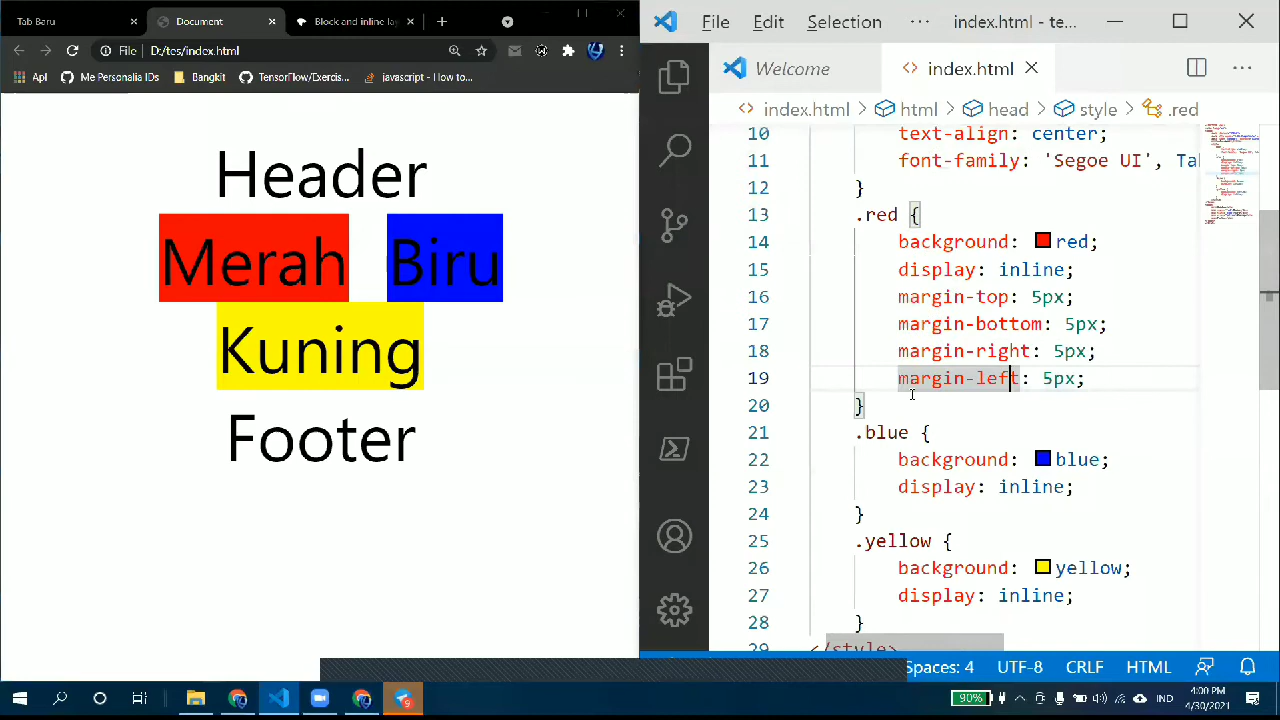 Tab Baru
Document
Block and inline lay
File
D:/tes/index.html
Apl
Me Personalia IDs
Bangkit
TensorFlow/Exercis...
javascript - How to...
Header
Merah
Biru
Kuning
Footer
File
Edit
Selection
···
index.html - te...
Welcome
index.html
index.html > html > head > style > .red
10 text-align: center;
11 font-family: 'Segoe UI', Ta
12 }
13 .red {
14 background: red;
15 display: inline;
16 margin-top: 5px;
17 margin-bottom: 5px;
18 margin-right: 5px;
19 margin-left: 5px;
20 }
21 .blue {
22 background: blue;
23 display: inline;
24 }
25 .yellow {
26 background: yellow;
27 display: inline;
28 }
29 </style>
Spaces: 4
UTF-8
CRLF
HTML
9
90%
IND
4:00 PM
4/30/2021